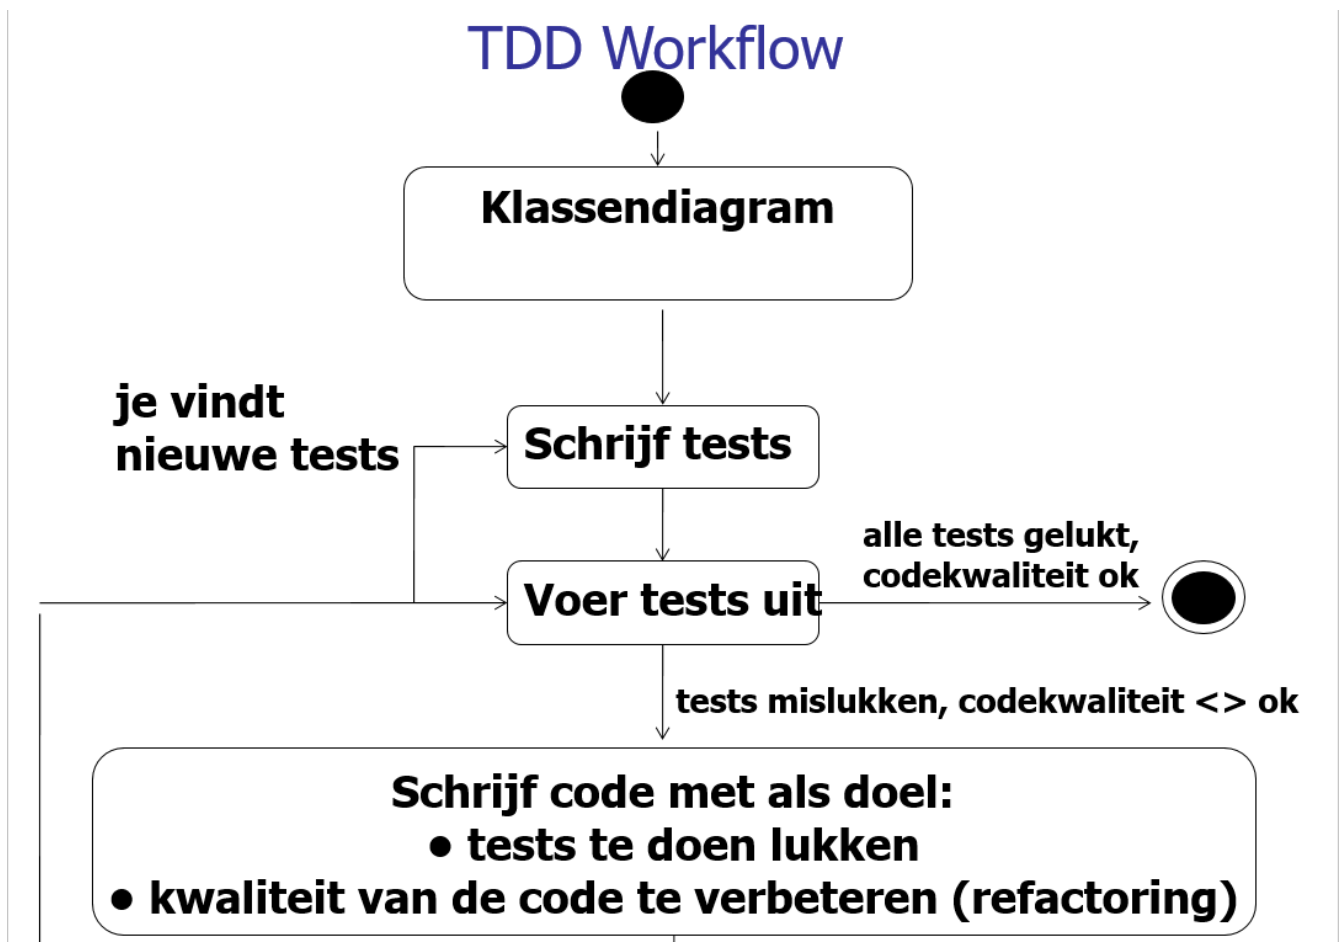 TDD Workflow
Klassendiagram
je vindt
nieuwe tests
Schrijf tests
alle tests gelukt,
codekwaliteit ok
Voer tests uit
tests mislukken, codekwaliteit <> ok
Schrijf code met als doel:
● tests te doen lukken
● kwaliteit van de code te verbeteren (refactoring)